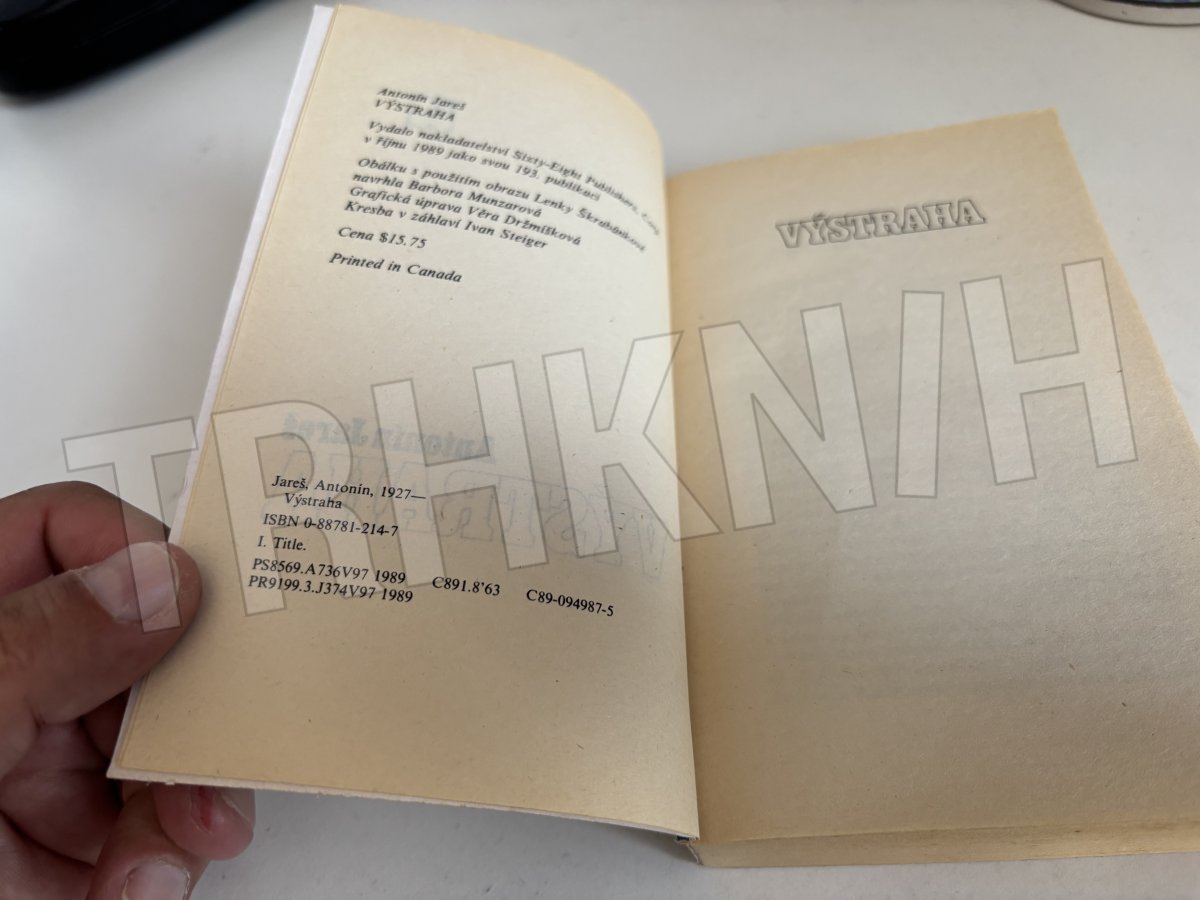 Antonín Jareš
VÝSTRAHA
Vydalo nakladatelství Sixty-Eight Publishers, Corp.
v říjnu 1989 jako svou 193. publikaci
Obálku s použitím obrazu Lenky Škrabánkové
navrhla Barbora Munzarová
Grafická úprava Věra Držmíšková
Kresba v záhlaví Ivan Steiger
Cena $15.75
Printed in Canada
Antonín Jareš
VÝSTRAHA
Jareš, Antonín, 1927—
Výstraha
ISBN 0-88781-214-7
I. Title.
PS8569.A736V97 1989 C891.8'63 C89-094987-5
PR9199.3.J374V97 1989
VÝSTRAHA
TRHKNIH